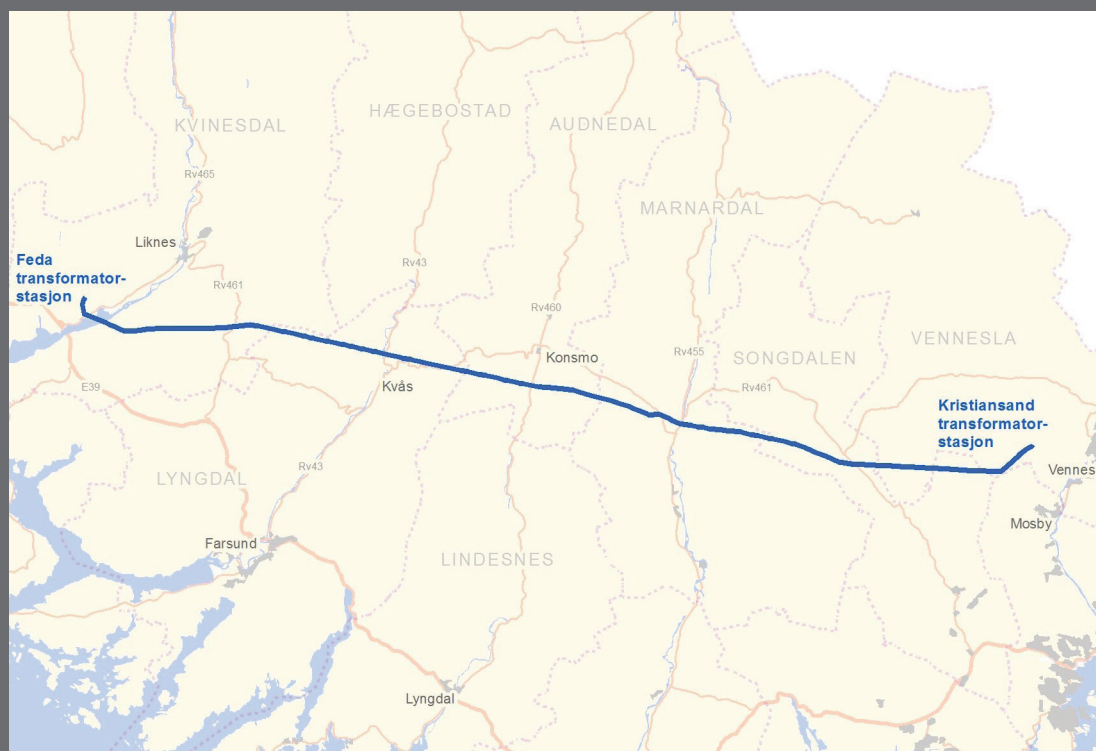 HÆGEBOSTAD
KVINESDAL
AUDNEDAL
Rv465
MARNARDAL
Liknes
Feda
transformator-
stasjon
Rv43
Rv461
Rv460
VENNESLA
Konsmo
Rv455
SONGDALEN
E39
Kvås
Rv461
Kristiansand
transformator-
stasjon
Rv43
Vennes
LYNGDAL
Mosby
Farsund
LINDESNES
Lyngdal